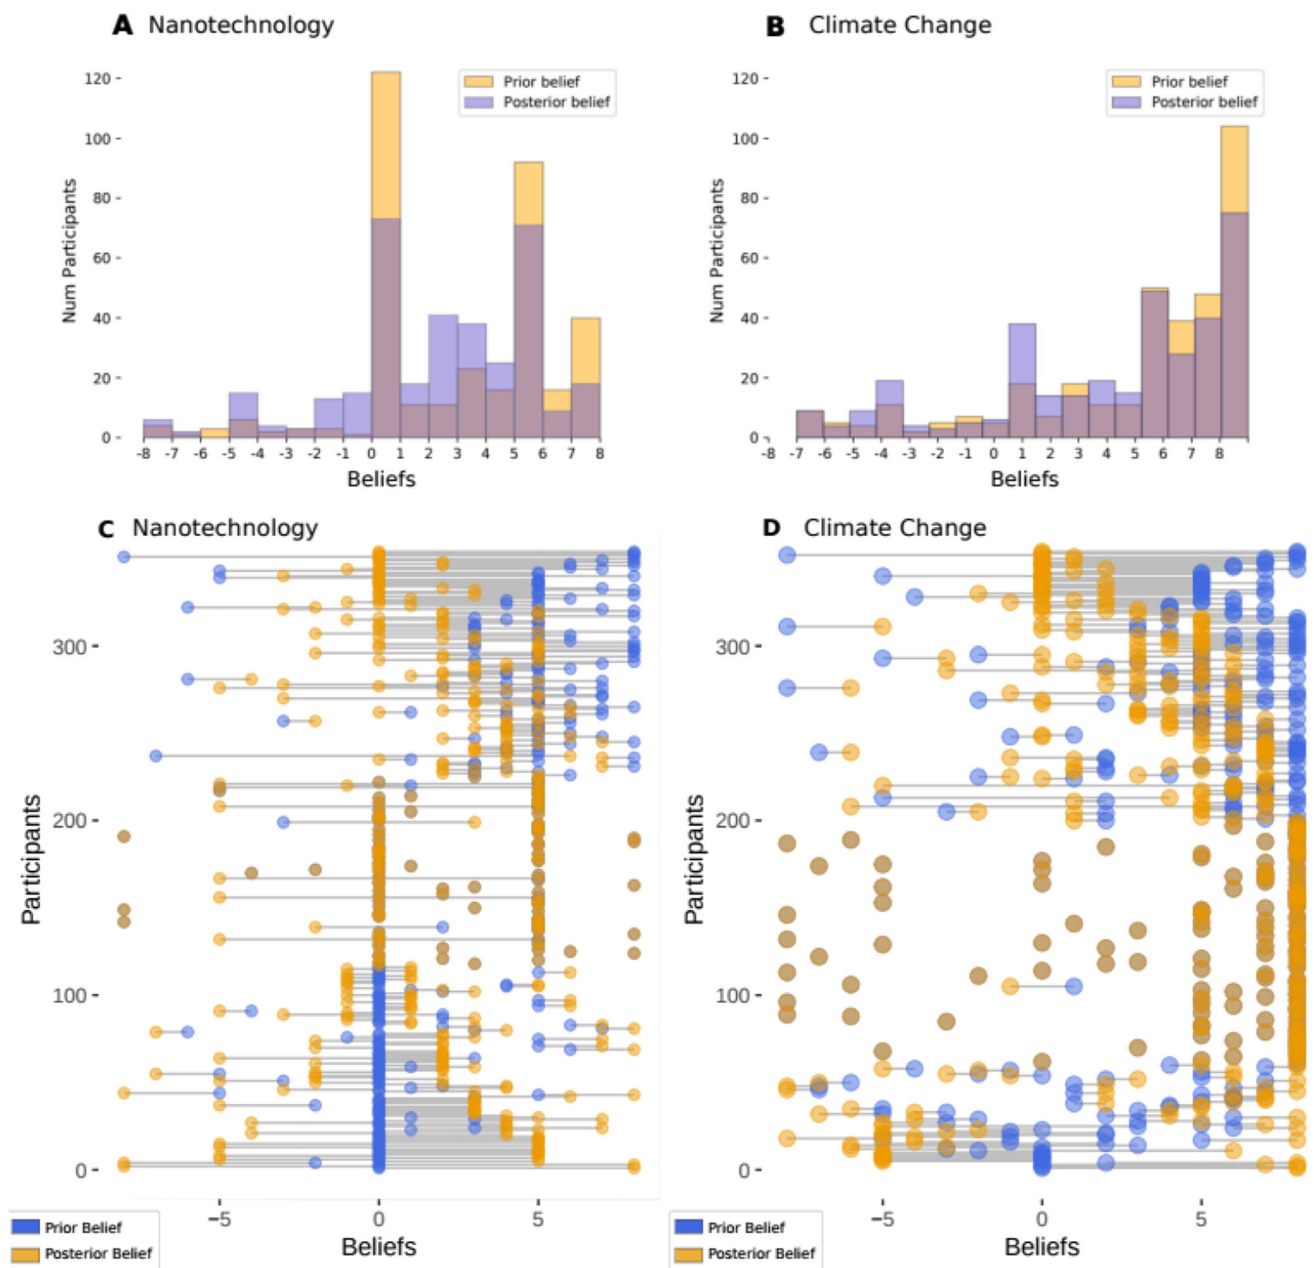 A Nanotechnology
120
100
80
60
40
20
0
Num Participants
Prior belief
Posterior belief
-8 -7 -6 -5 -4 -3 -2 -1 0 1 2 3 4 5 6 7 8
Beliefs
B Climate Change
120
100
80
60
40
20
0
Num Participants
Prior belief
Posterior belief
-8 -7 -6 -5 -4 -3 -2 -1 0 1 2 3 4 5 6 7 8
Beliefs
C Nanotechnology
300
200
100
0
Participants
−5 0 5
Beliefs
Prior Belief
Posterior Belief
D Climate Change
300
200
100
0
Participants
−5 0 5
Beliefs
Prior Belief
Posterior Belief